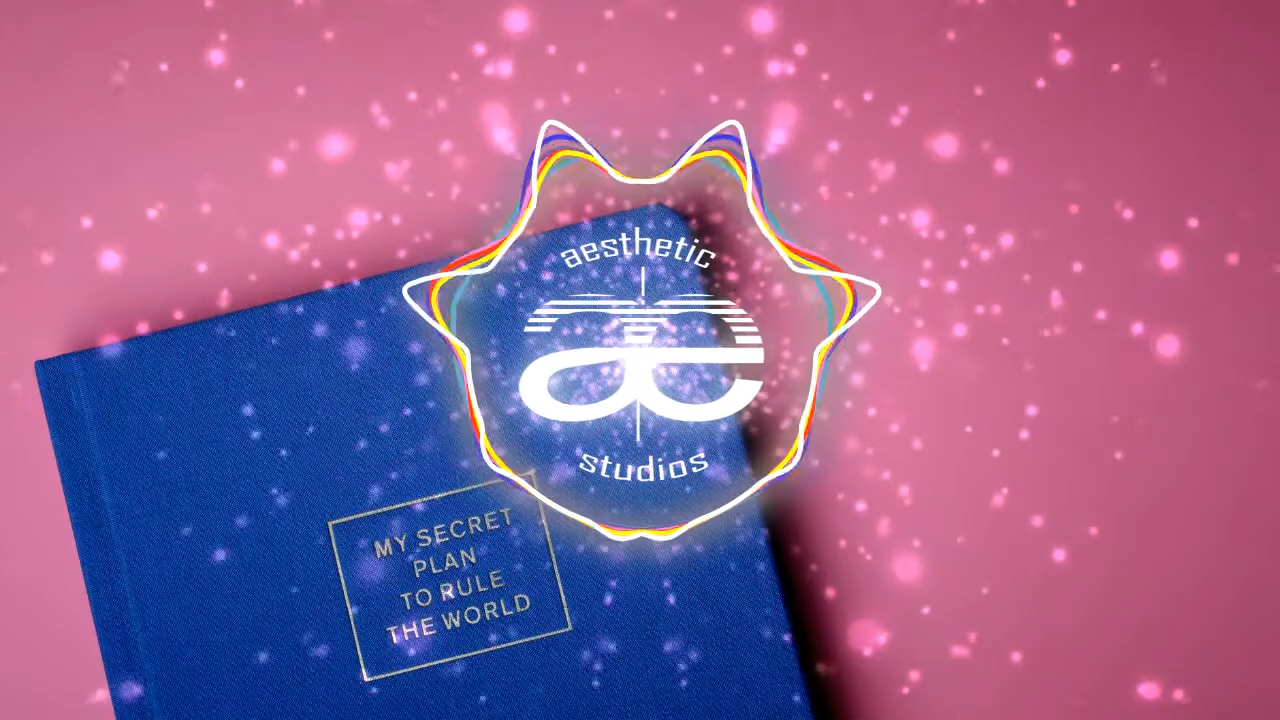 aesthetic
æ
studios
MY SECRET
PLAN
TO RULE
THE WORLD